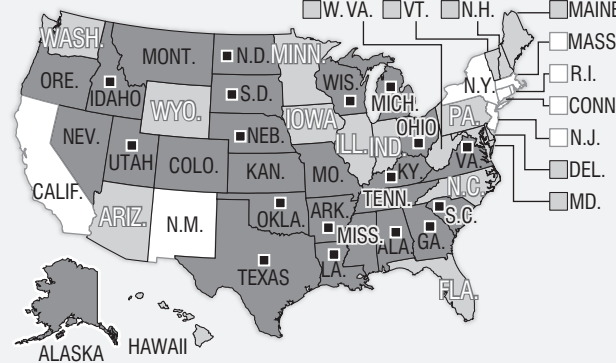 W. VA. VT. N.H. MAINE
WASH. MONT. N.D. MINN. MASS.
ORE. IDAHO S.D. WIS. MICH. N.Y. R.I.
WYO. IOWA OHIO PA. CONN.
NEV. NEB. ILL. IND. N.J.
UTAH COLO. KAN. MO. KY. VA. DEL.
CALIF. TENN. N.C. MD.
ARIZ. N.M. OKLA. ARK. S.C.
MISS. ALA. GA.
TEXAS LA.
FLA.
ALASKA HAWAII